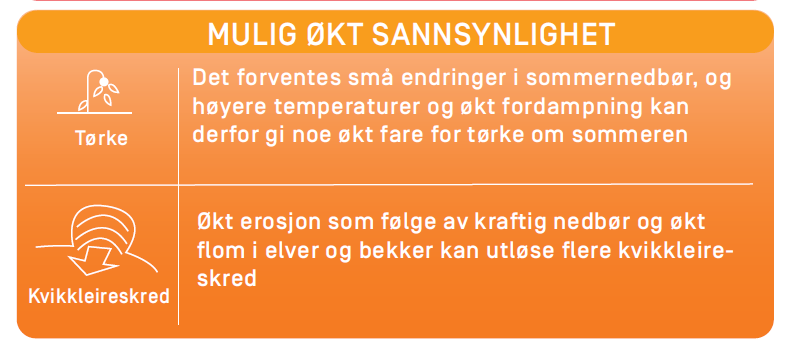 MULIG ØKT SANNSYNLIGHET
Tørke
Det forventes små endringer i sommernedbør, og
høyere temperaturer og økt fordampning kan
derfor gi noe økt fare for tørke om sommeren
Kvikkleireskred
Økt erosjon som følge av kraftig nedbør og økt
flom i elver og bekker kan utløse flere kvikkleire-
skred